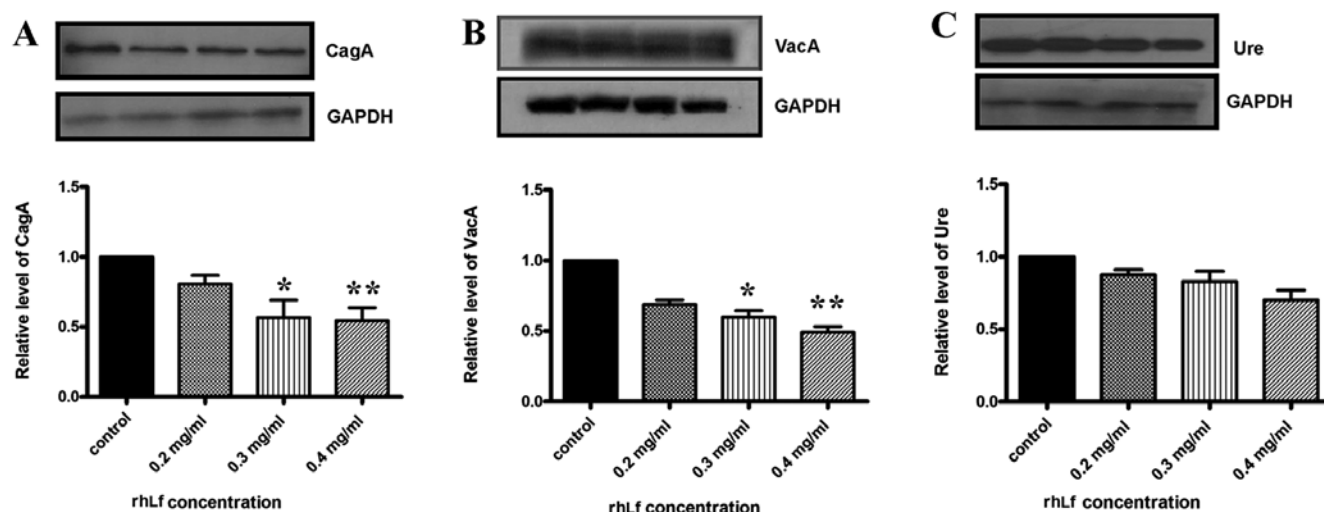 A
CagA
GAPDH
Relative level of CagA
1.5
1.0
0.5
0.0
*
**
control
0.2 mg/ml
0.3 mg/ml
0.4 mg/ml
rhLf concentration
B
VacA
GAPDH
Relative level of VacA
1.5
1.0
0.5
0.0
*
**
control
0.2 mg/ml
0.3 mg/ml
0.4 mg/ml
rhLf concentration
C
Ure
GAPDH
Relative level of Ure
1.5
1.0
0.5
0.0
control
0.2 mg/ml
0.3 mg/ml
0.4 mg/ml
rhLf concentration